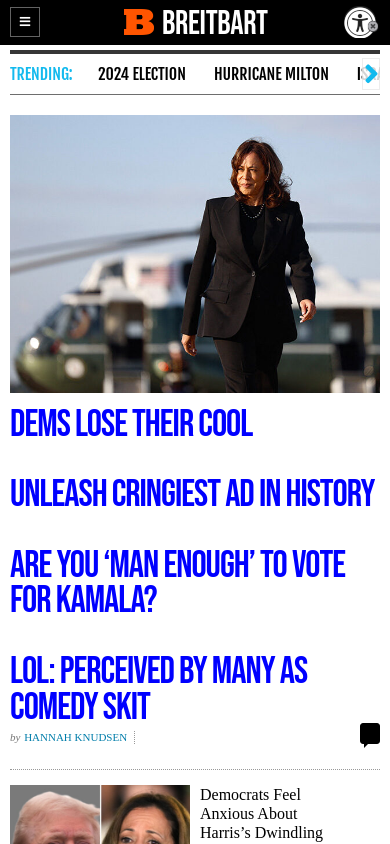 BREITBART
TRENDING:
2024 ELECTION
HURRICANE MILTON
DEMS LOSE THEIR COOL
UNLEASH CRINGIEST AD IN HISTORY
ARE YOU ‘MAN ENOUGH’ TO VOTE
FOR KAMALA?
LOL: PERCEIVED BY MANY AS
COMEDY SKIT
by HANNAH KNUDSEN
Democrats Feel
Anxious About
Harris’s Dwindling